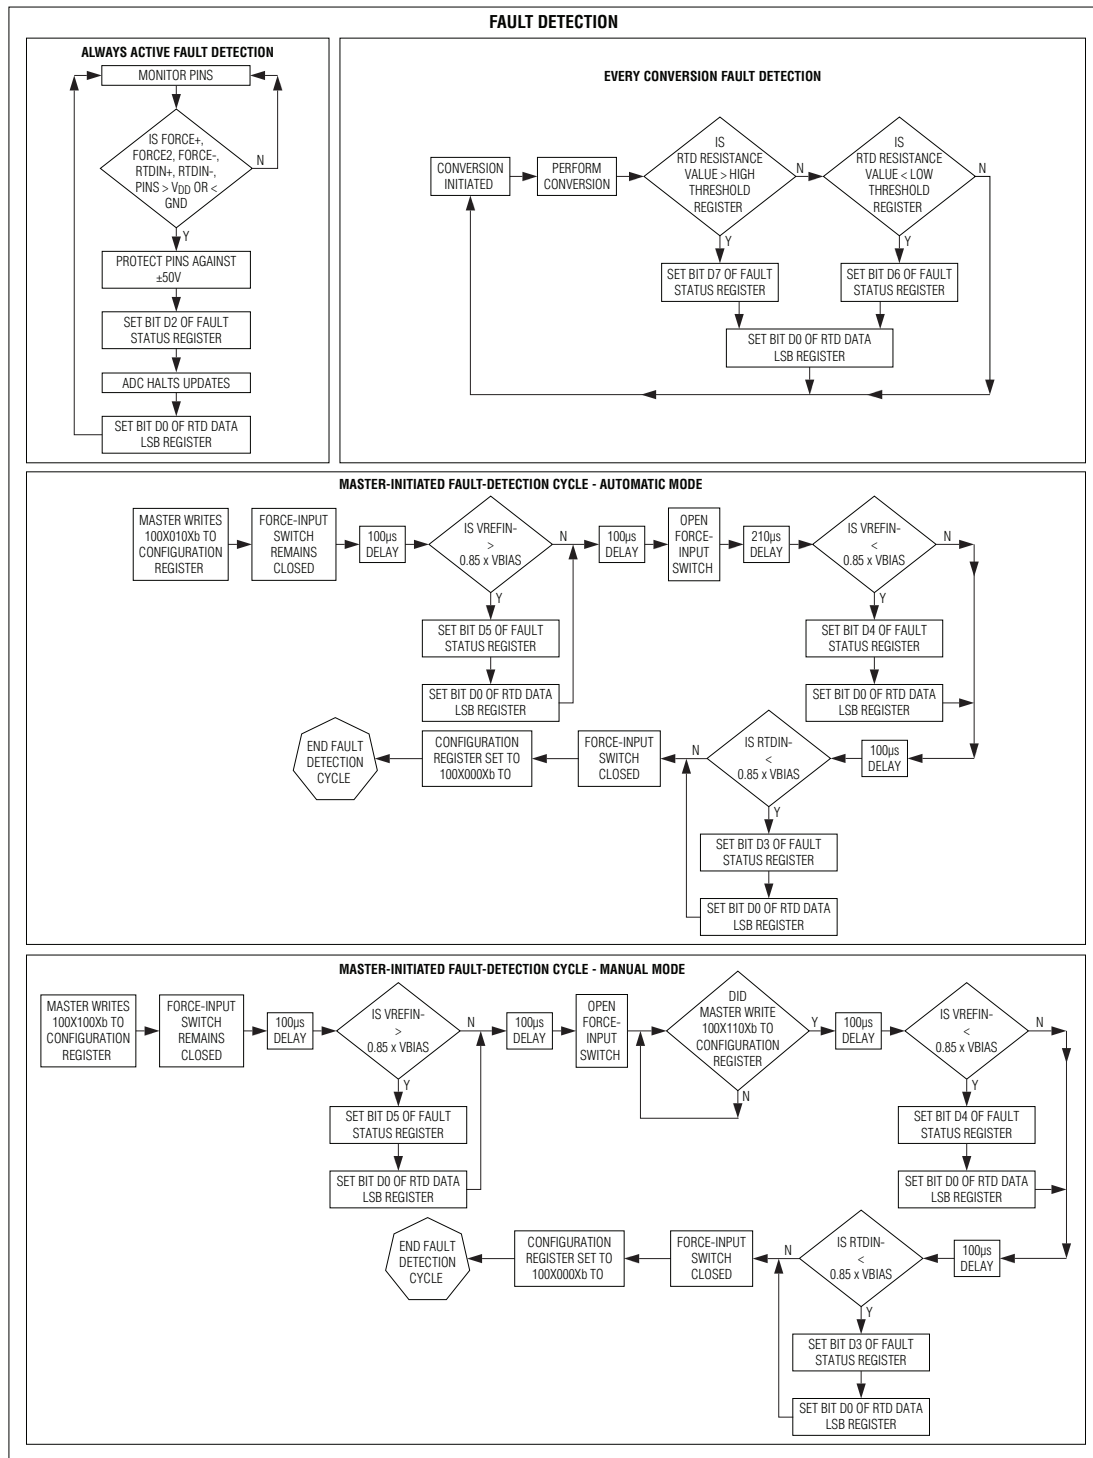 FAULT DETECTION
ALWAYS ACTIVE FAULT DETECTION
MONITOR PINS
IS FORCE+,
FORCE2, FORCE-,
RTDIN+, RTDIN-,
PINS > VDD OR <
GND
N
Y
PROTECT PINS AGAINST
±50V
SET BIT D2 OF FAULT
STATUS REGISTER
ADC HALTS UPDATES
SET BIT D0 OF RTD DATA
LSB REGISTER
EVERY CONVERSION FAULT DETECTION
CONVERSION
INITIATED
PERFORM
CONVERSION
IS
RTD RESISTANCE
VALUE > HIGH
THRESHOLD
REGISTER
N
IS
RTD RESISTANCE
VALUE < LOW
THRESHOLD
REGISTER
N
Y
Y
SET BIT D7 OF FAULT
STATUS REGISTER
SET BIT D6 OF FAULT
STATUS REGISTER
SET BIT D0 OF RTD DATA
LSB REGISTER
MASTER-INITIATED FAULT-DETECTION CYCLE - AUTOMATIC MODE
MASTER WRITES
100X010Xb TO
CONFIGURATION
REGISTER
FORCE-INPUT
SWITCH
REMAINS
CLOSED
100µs
DELAY
IS VREFIN-
>
0.85 x VBIAS
N
Y
100µs
DELAY
OPEN
FORCE-
INPUT
SWITCH
210µs
DELAY
IS VREFIN-
<
0.85 x VBIAS
N
Y
SET BIT D5 OF FAULT
STATUS REGISTER
SET BIT D0 OF RTD DATA
LSB REGISTER
SET BIT D4 OF FAULT
STATUS REGISTER
SET BIT D0 OF RTD DATA
LSB REGISTER
END FAULT
DETECTION
CYCLE
CONFIGURATION
REGISTER SET TO
100X000Xb TO
FORCE-INPUT
SWITCH
CLOSED
N
IS RTDIN-
<
0.85 x VBIAS
100µs
DELAY
Y
SET BIT D3 OF FAULT
STATUS REGISTER
SET BIT D0 OF RTD DATA
LSB REGISTER
MASTER-INITIATED FAULT-DETECTION CYCLE - MANUAL MODE
MASTER WRITES
100X100Xb TO
CONFIGURATION
REGISTER
FORCE-INPUT
SWITCH
REMAINS
CLOSED
100µs
DELAY
IS VREFIN-
>
0.85 x VBIAS
N
Y
100µs
DELAY
OPEN
FORCE-
INPUT
SWITCH
DID
MASTER WRITE
100X110Xb TO
CONFIGURATION
REGISTER
Y
N
100µs
DELAY
IS VREFIN-
<
0.85 x VBIAS
N
Y
SET BIT D5 OF FAULT
STATUS REGISTER
SET BIT D0 OF RTD DATA
LSB REGISTER
SET BIT D4 OF FAULT
STATUS REGISTER
SET BIT D0 OF RTD DATA
LSB REGISTER
END FAULT
DETECTION
CYCLE
CONFIGURATION
REGISTER SET TO
100X000Xb TO
FORCE-INPUT
SWITCH
CLOSED
N
IS RTDIN-
<
0.85 x VBIAS
100µs
DELAY
Y
SET BIT D3 OF FAULT
STATUS REGISTER
SET BIT D0 OF RTD DATA
LSB REGISTER